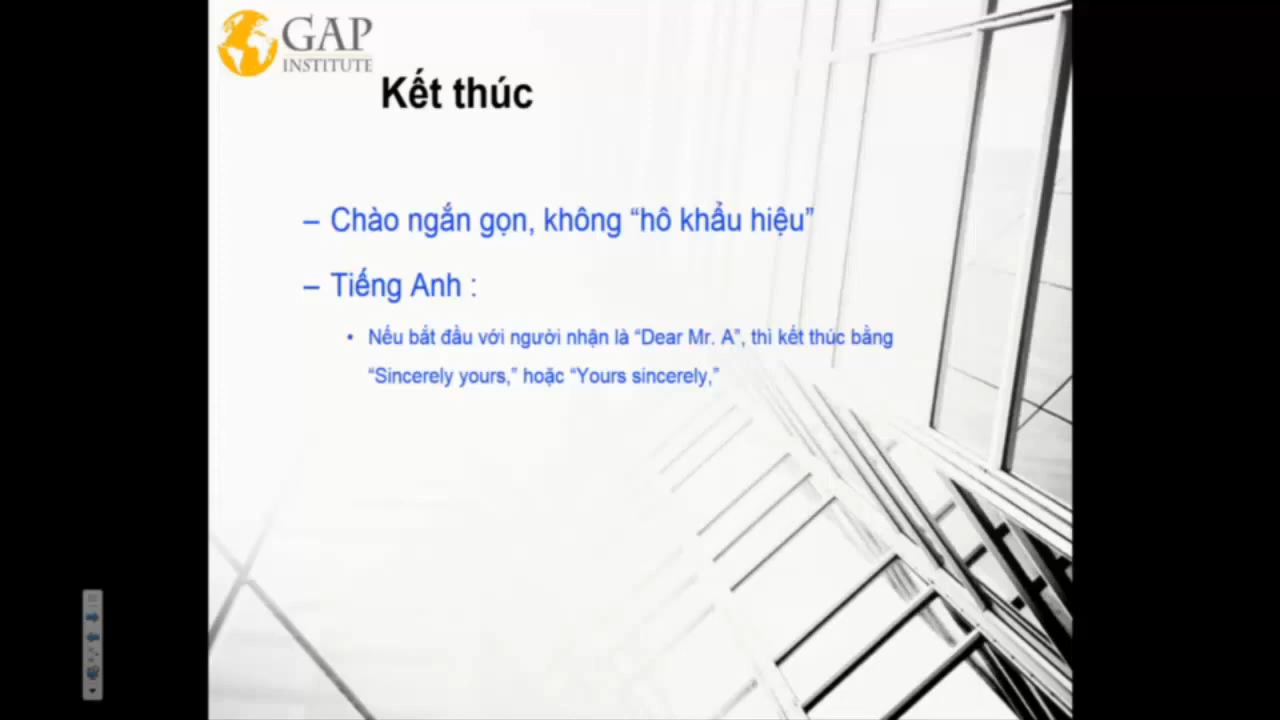 GAP
INSTITUTE
Kết thúc
– Chào ngắn gọn, không “hô khẩu hiệu”
– Tiếng Anh :
• Nếu bắt đầu với người nhận là “Dear Mr. A”, thì kết thúc bằng
“Sincerely yours,” hoặc “Yours sincerely,”